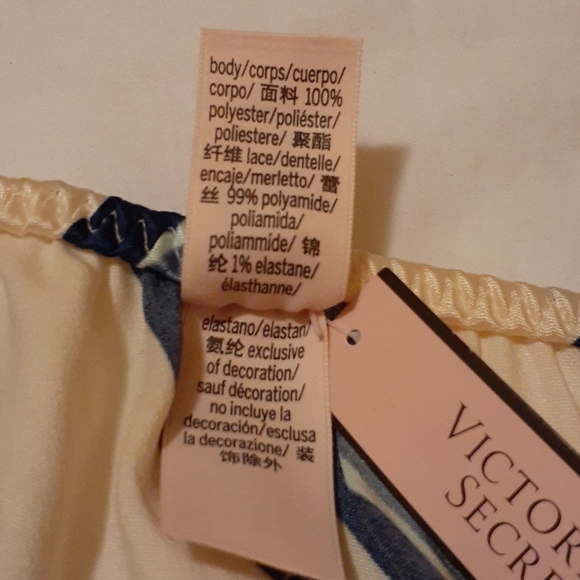 body/corps/cuerpo/
corpo/ 面料 100%
polyester/poliéster/
poliestere/ 聚酯
纤维 lace/dentelle/
encaje/merletto/ 蕾
丝 99% polyamide/
poliamida/
poliammide/ 锦
纶 1% elastane/
élasthanne/
elastano/elastan/
氨纶 exclusive
of decoration/
sauf décoration/
no incluye la
decoración/esclusa
la decorazione/ 装
饰除外
VICTOR
SECRE